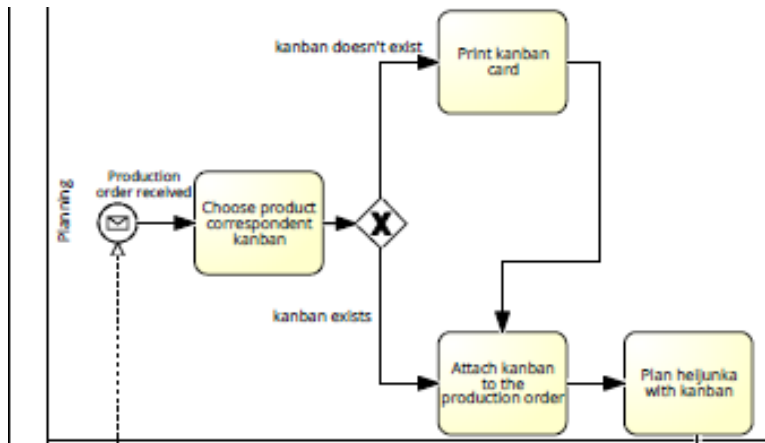 kanban doesn't exist
Print kanban
card
Planning
Production
order received
Choose product
correspondent
kanban
X
kanban exists
Attach kanban
to the
production order
Plan heijunka
with kanban